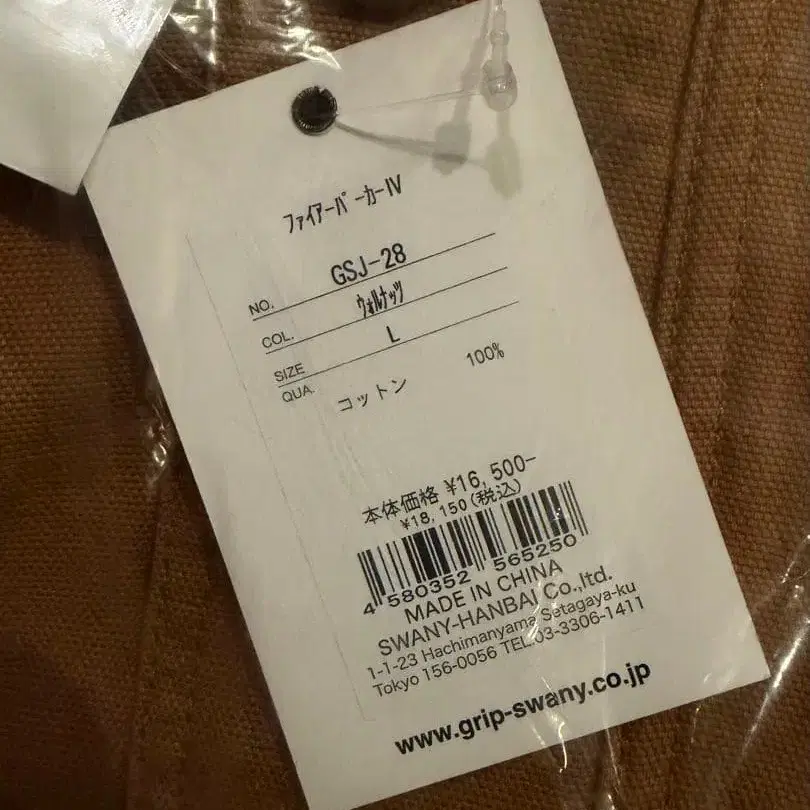 ﾌｧｲｱｰﾊﾟｰｶｰⅣ
NO. GSJ-28
COL. ｳｫﾙﾅｯﾂ
SIZE L
QUA. コットン 100%
本体価格 ¥16,500-
¥18,150(税込)
4 580352 565250
MADE IN CHINA
SWANY-HANBAI Co.,ltd.
1-1-23 Hachimanyama Setagaya-ku
Tokyo 156-0056 TEL.03-3306-1411
www.grip-swany.co.jp